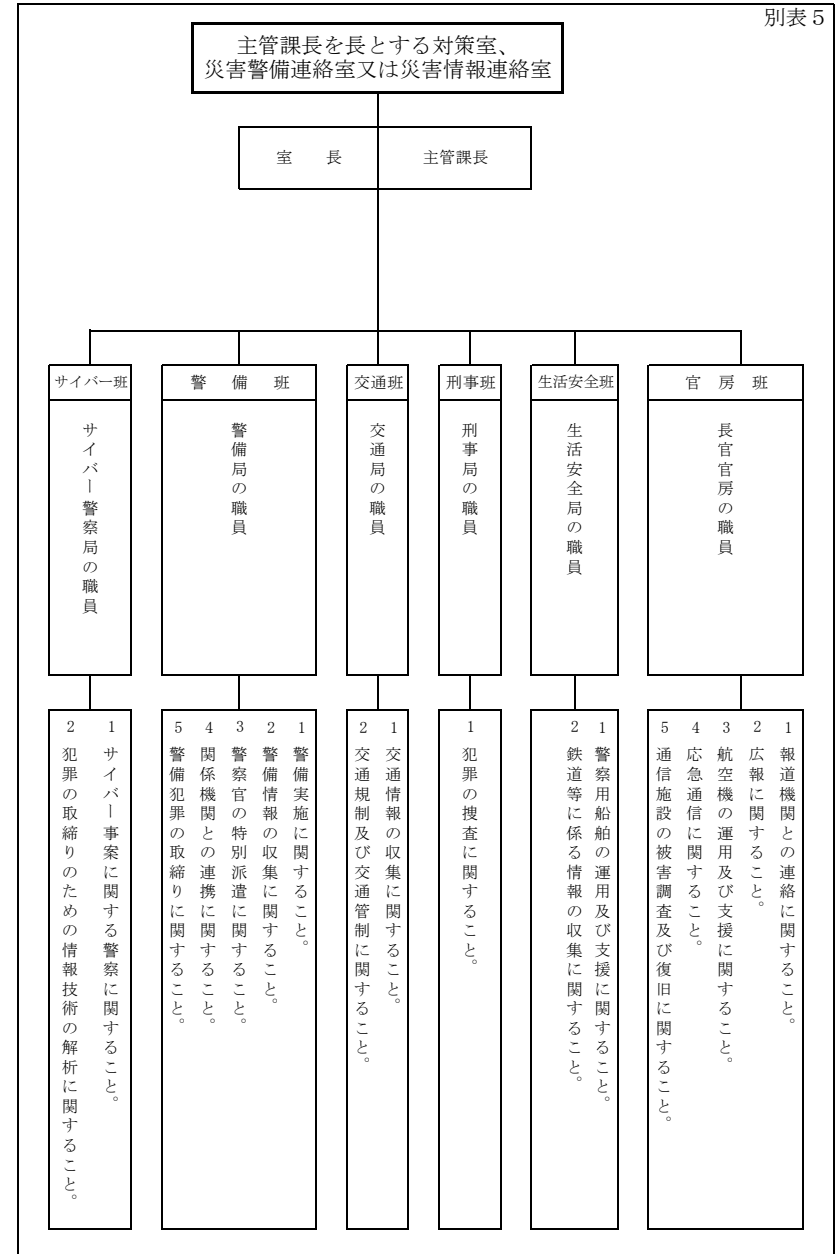 別表５
主管課長を長とする対策室、
災害警備連絡室又は災害情報連絡室
室　長
主管課長
官　房　班
長官官房の職員
１　報道機関との連絡に関すること。
２　広報に関すること。
３　航空機の運用及び支援に関すること。
４　応急通信に関すること。
５　通信施設の被害調査及び復旧に関すること。
生活安全班
生活安全局の職員
１　警察用船舶の運用及び支援に関すること。
２　鉄道等に係る情報の収集に関すること。
刑事班
刑事局の職員
１　犯罪の捜査に関すること。
交通班
交通局の職員
１　交通情報の収集に関すること。
２　交通規制及び交通管制に関すること。
警　備　班
警備局の職員
１　警備実施に関すること。
２　警備情報の収集に関すること。
３　警察官の特別派遣に関すること。
４　関係機関との連携に関すること。
５　警備犯罪の取締りに関すること。
サイバー班
サイバー警察局の職員
１　サイバー事案に関する警察に関すること。
２　犯罪の取締りのための情報技術の解析に関すること。